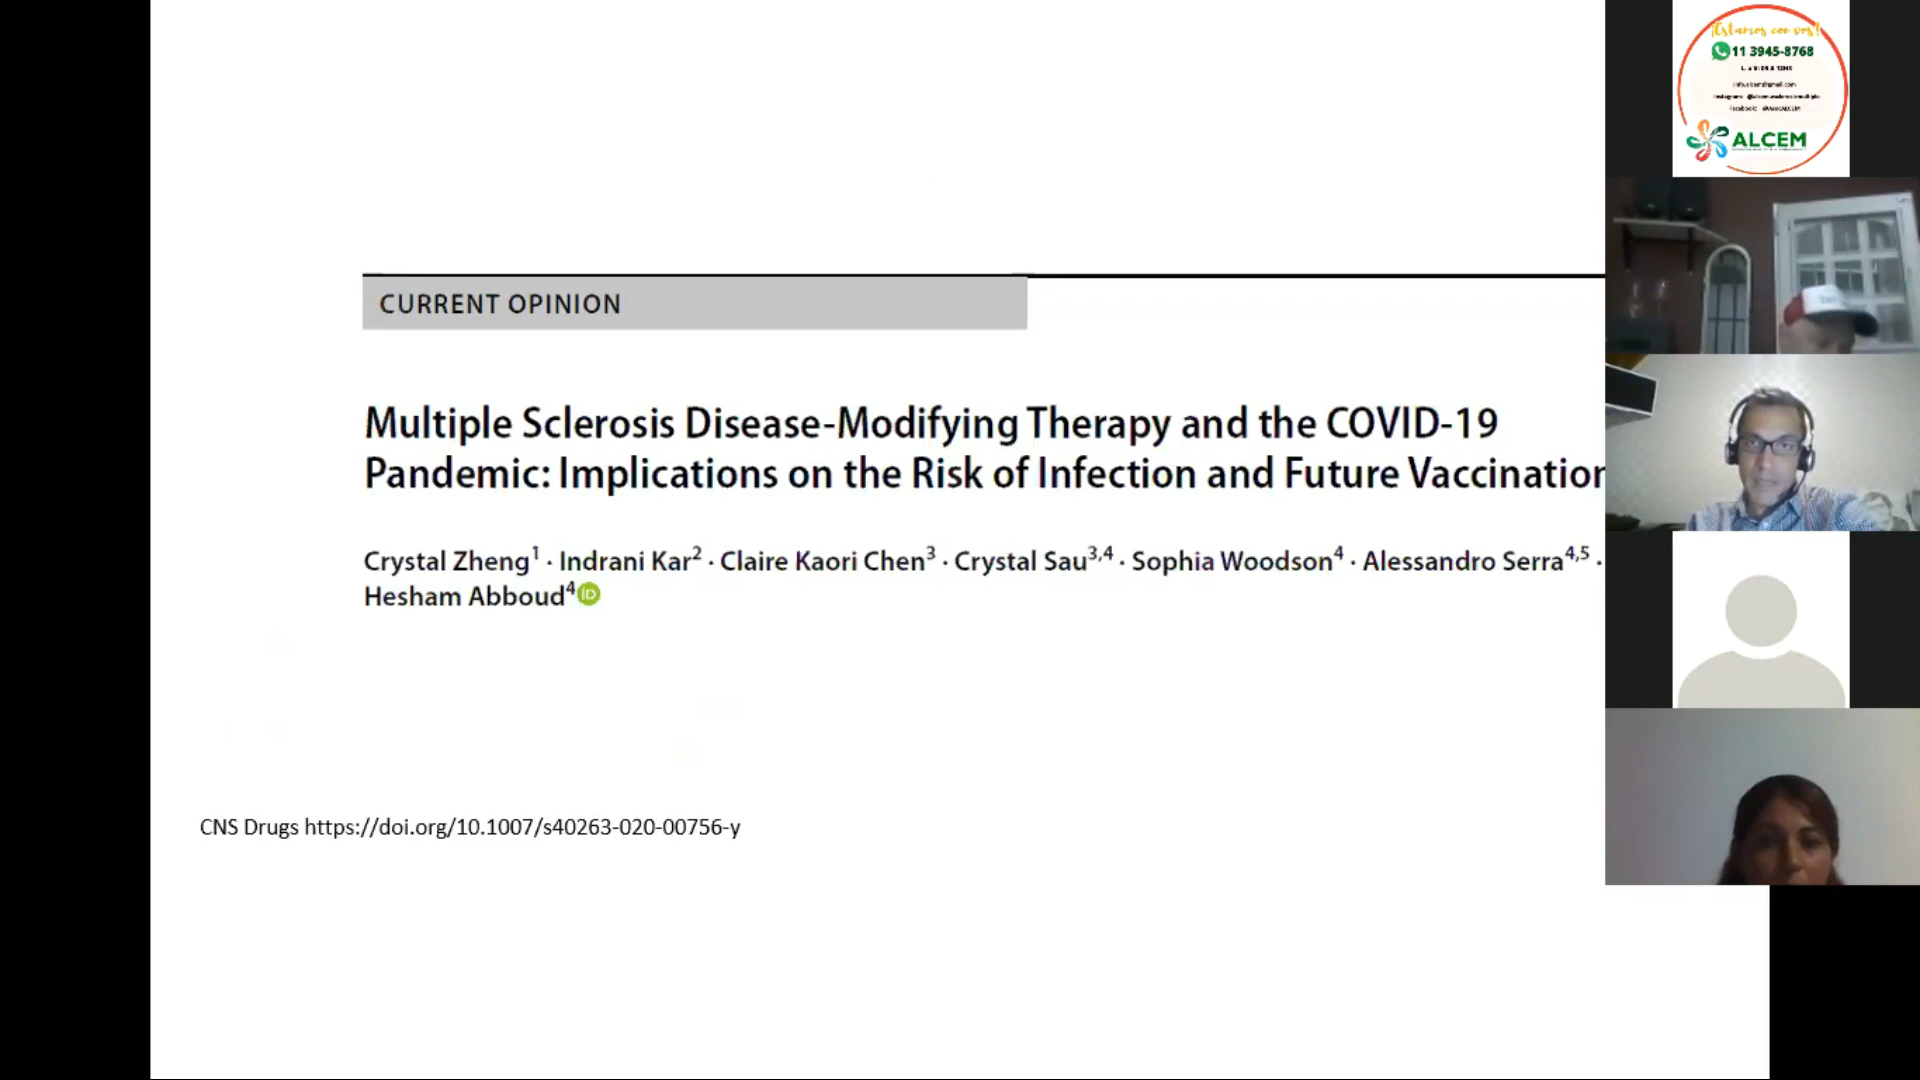 CURRENT OPINION
Multiple Sclerosis Disease-Modifying Therapy and the COVID-19
Pandemic: Implications on the Risk of Infection and Future Vaccination
Crystal Zheng1 · Indrani Kar2 · Claire Kaori Chen3 · Crystal Sau3,4 · Sophia Woodson4 · Alessandro Serra4,5 ·
Hesham Abboud4
CNS Drugs https://doi.org/10.1007/s40263-020-00756-y
¡Estamos con vos!
11 3945-8768
ALCEM